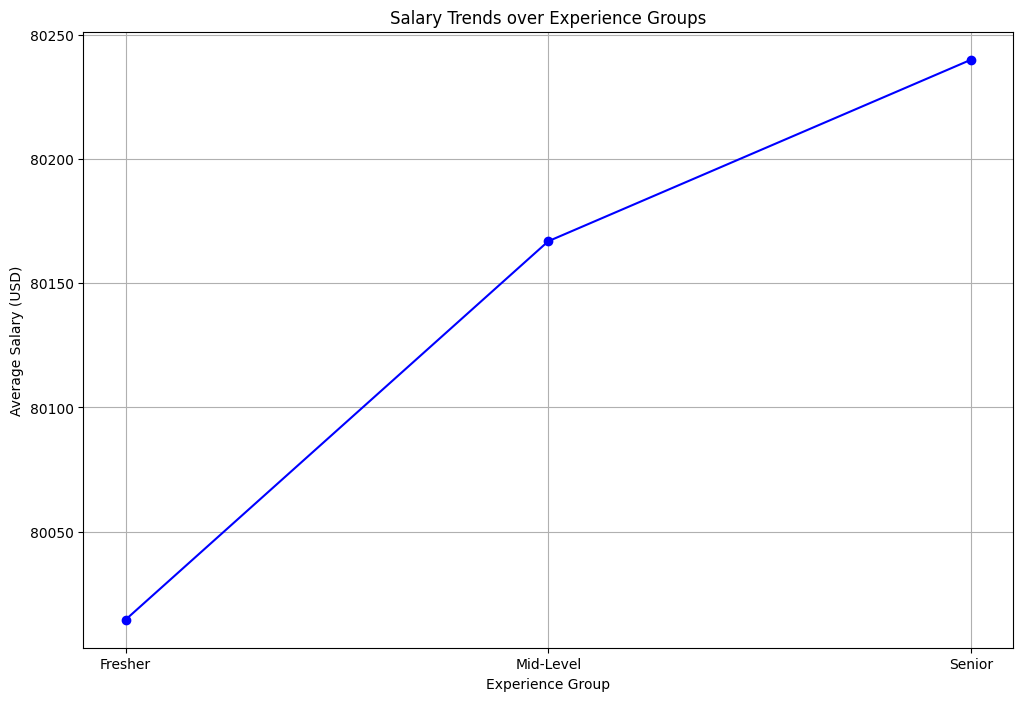 Salary Trends over Experience Groups
80250
80200
80150
80100
80050
Average Salary (USD)
Fresher
Mid-Level
Senior
Experience Group